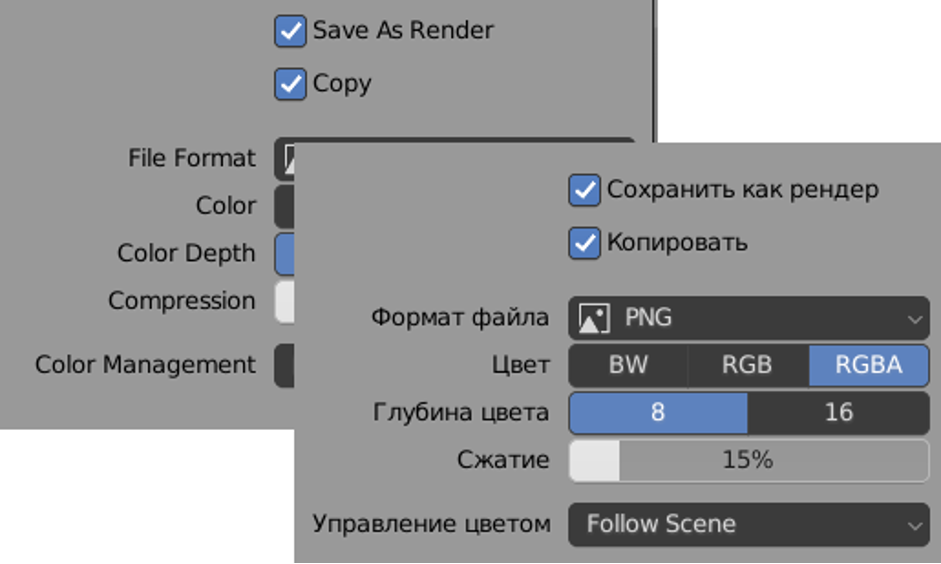 Save As Render
Copy
File Format
Color
Color Depth
Compression
Color Management
Сохранить как рендер
Копировать
Формат файла PNG
Цвет BW RGB RGBA
Глубина цвета 8 16
Сжатие 15%
Управление цветом Follow Scene